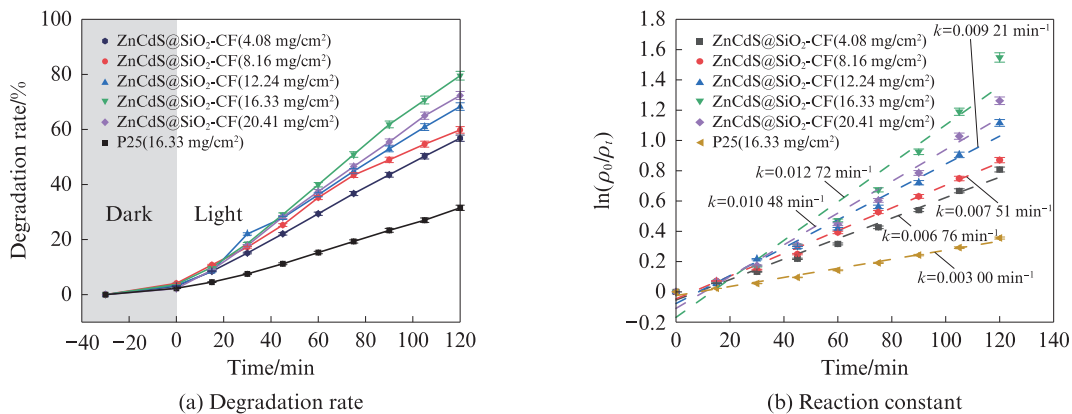 ZnCdS@SiO₂-CF(4.08 mg/cm²)
ZnCdS@SiO₂-CF(8.16 mg/cm²)
ZnCdS@SiO₂-CF(12.24 mg/cm²)
ZnCdS@SiO₂-CF(16.33 mg/cm²)
ZnCdS@SiO₂-CF(20.41 mg/cm²)
P25(16.33 mg/cm²)
Dark
Light
Degradation rate/%
100
80
60
40
20
0
−40
−20
0
20
40
60
80
100
120
Time/min
(a) Degradation rate
ZnCdS@SiO₂-CF(4.08 mg/cm²)
ZnCdS@SiO₂-CF(8.16 mg/cm²)
ZnCdS@SiO₂-CF(12.24 mg/cm²)
ZnCdS@SiO₂-CF(16.33 mg/cm²)
ZnCdS@SiO₂-CF(20.41 mg/cm²)
P25(16.33 mg/cm²)
k=0.009 21 min⁻¹
k=0.012 72 min⁻¹
k=0.010 48 min⁻¹
k=0.007 51 min⁻¹
k=0.006 76 min⁻¹
k=0.003 00 min⁻¹
ln(ρ₀/ρₜ)
1.8
1.6
1.4
1.2
1.0
0.8
0.6
0.4
0.2
0
−0.2
0
20
40
60
80
100
120
140
Time/min
(b) Reaction constant